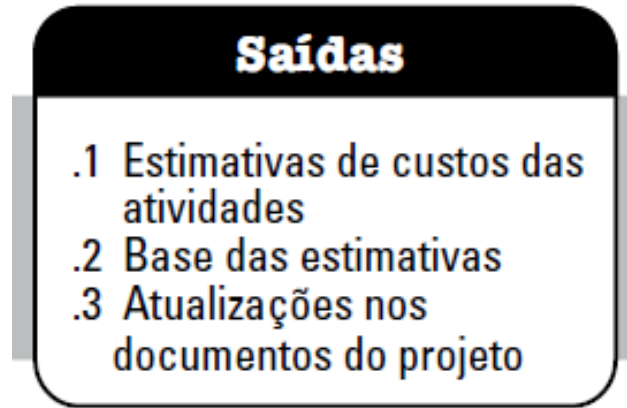 Saídas
.1 Estimativas de custos das
atividades
.2 Base das estimativas
.3 Atualizações nos
documentos do projeto